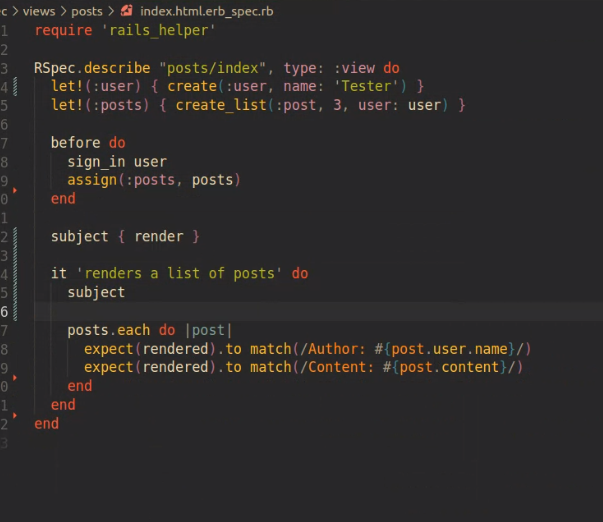 c > views > posts > index.html.erb_spec.rb
1 require 'rails_helper'
2
3 RSpec.describe "posts/index", type: :view do
4 let!(:user) { create(:user, name: 'Tester') }
5 let!(:posts) { create_list(:post, 3, user: user) }
6
7 before do
8 sign_in user
9 assign(:posts, posts)
0 end
1
2 subject { render }
3
4 it 'renders a list of posts' do
5 subject
6
7 posts.each do |post|
8 expect(rendered).to match(/Author: #{post.user.name}/)
9 expect(rendered).to match(/Content: #{post.content}/)
0 end
1 end
2 end
3